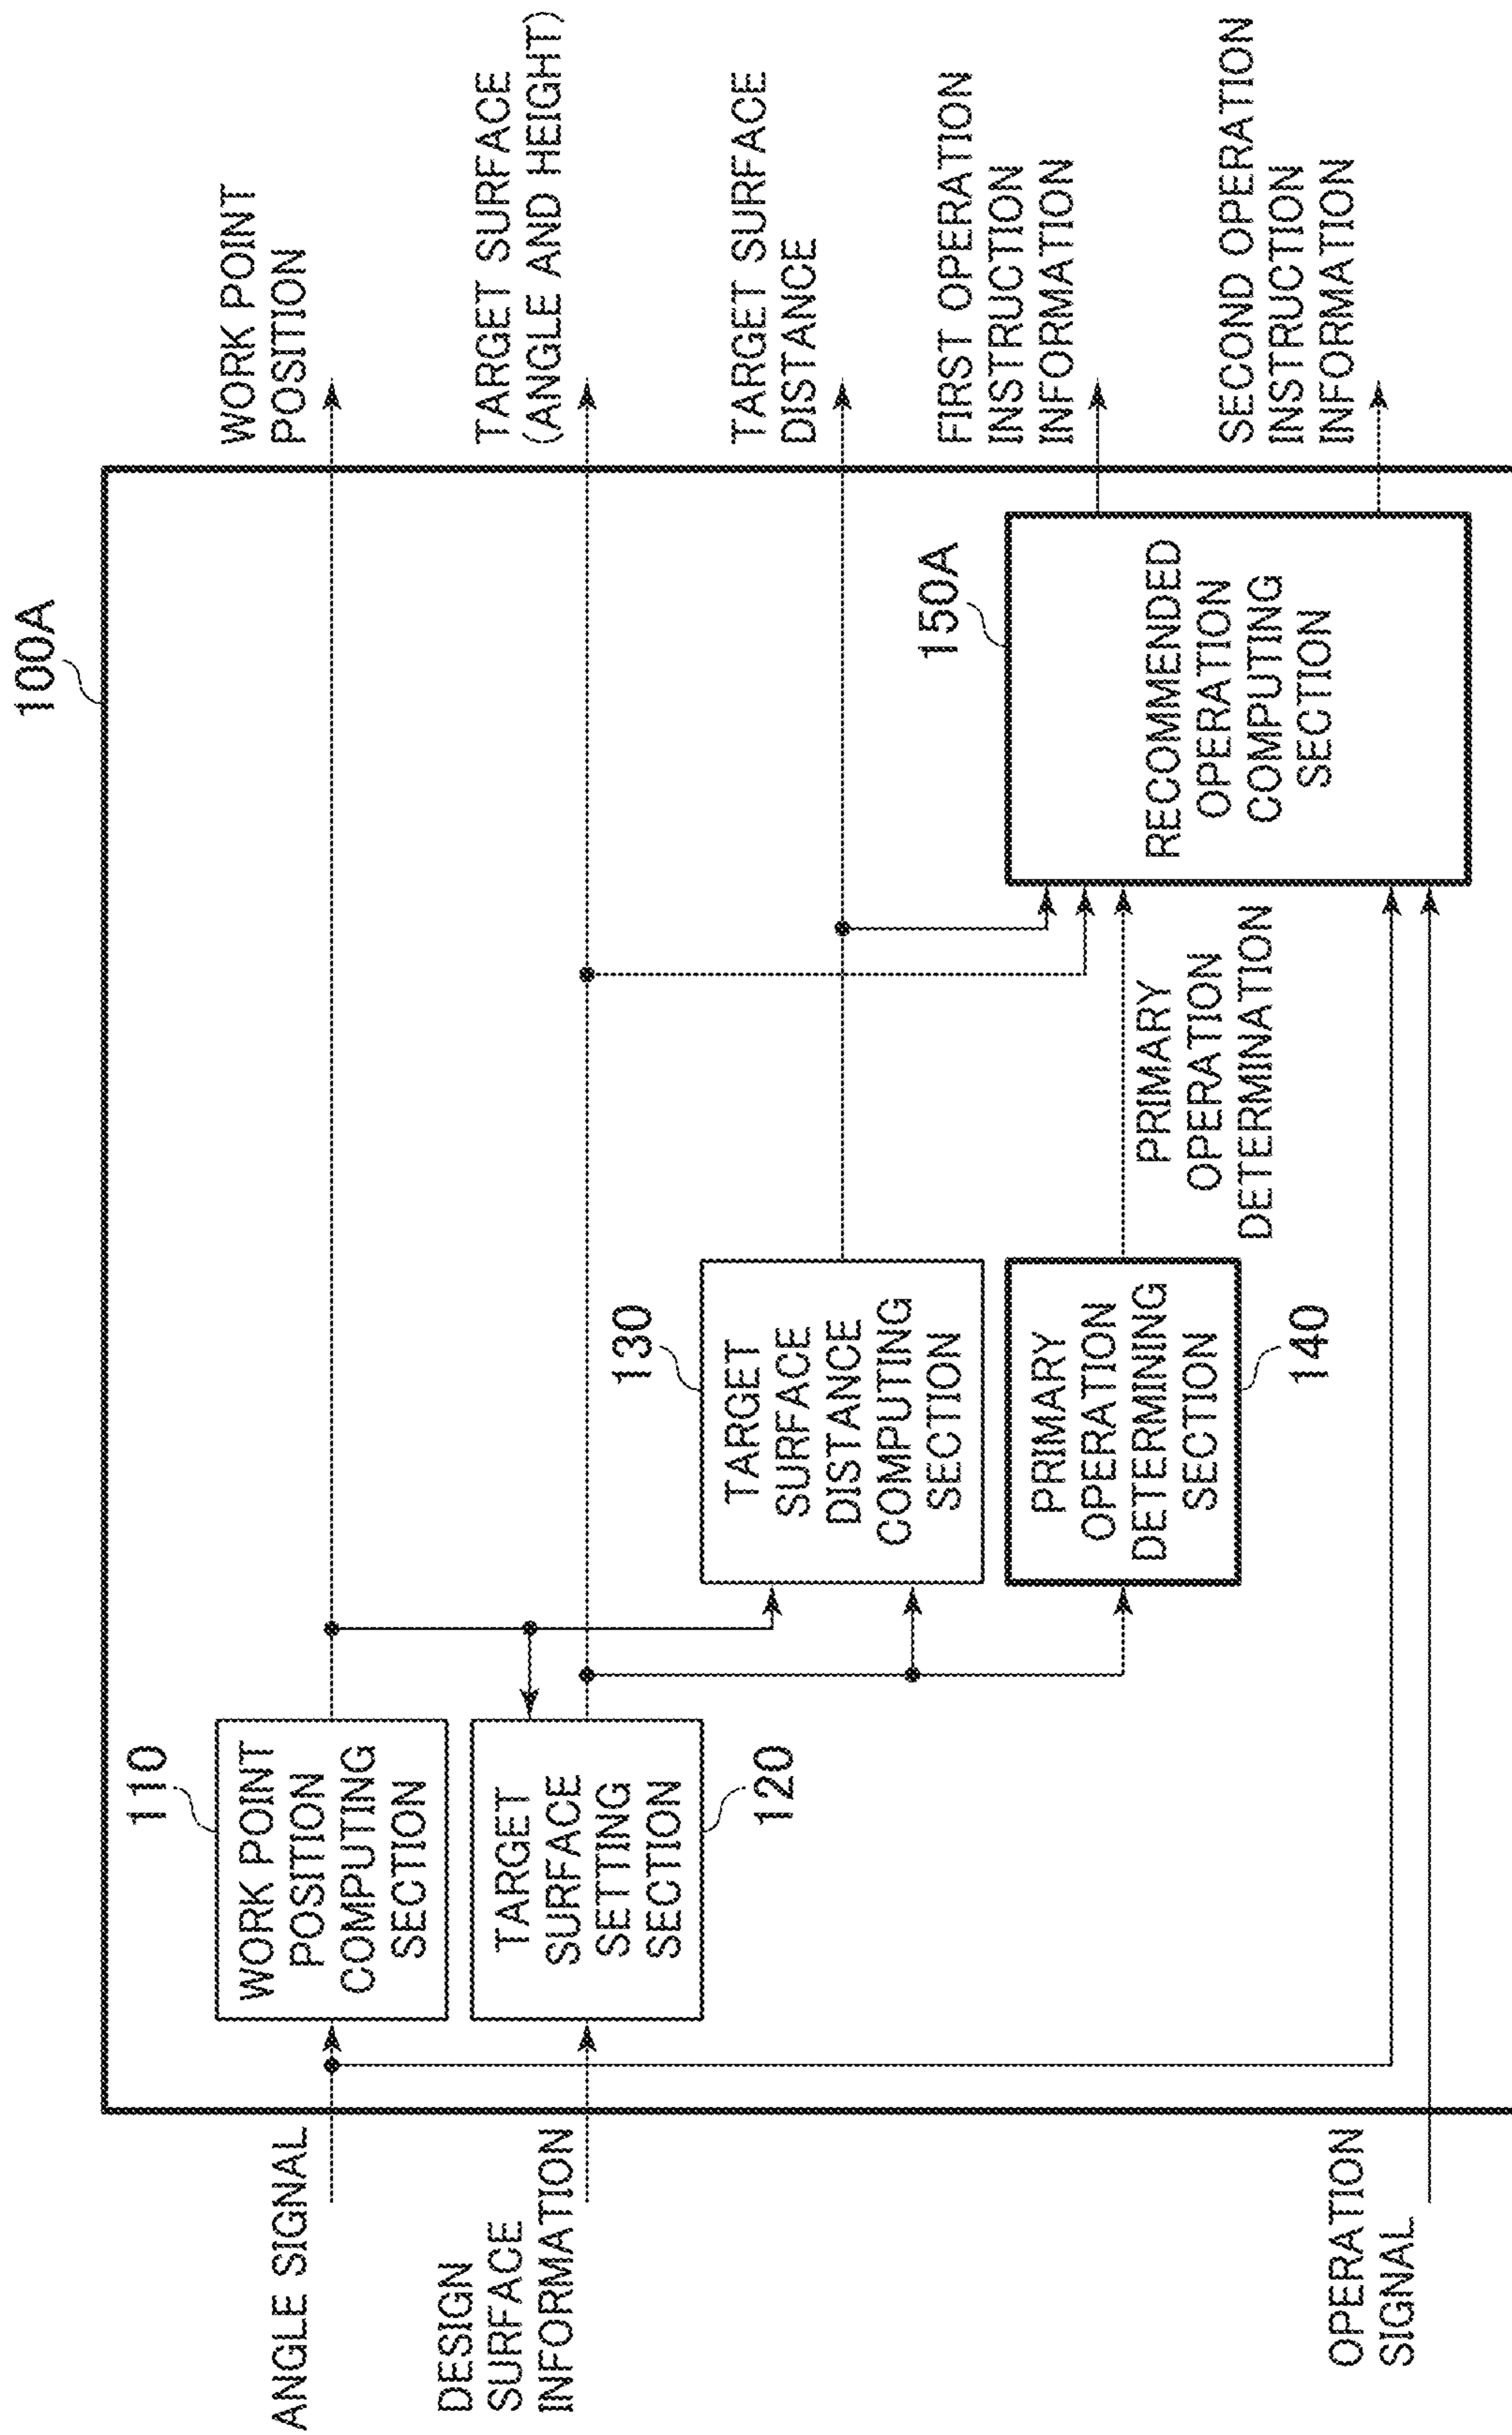 100A
ANGLE SIGNAL
DESIGN
SURFACE
INFORMATION
OPERATION
SIGNAL
110
WORK POINT
POSITION
COMPUTING
SECTION
TARGET
SURFACE
SETTING
SECTION
120
130
TARGET
SURFACE
DISTANCE
COMPUTING
SECTION
PRIMARY
OPERATION
DETERMINING
SECTION
140
PRIMARY
OPERATION
DETERMINATION
150A
RECOMMENDED
OPERATION
COMPUTING
SECTION
WORK POINT
POSITION
TARGET SURFACE
(ANGLE AND HEIGHT)
TARGET SURFACE
DISTANCE
FIRST OPERATION
INSTRUCTION
INFORMATION
SECOND OPERATION
INSTRUCTION
INFORMATION